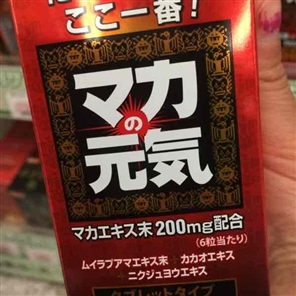 ここ一番!
マカ
の
元気
マカエキス末 200mg配合
(6粒当たり)
ムイラプアマエキス末 + カカオエキス
+ ニクジュヨウエキス
タブレットタイプ